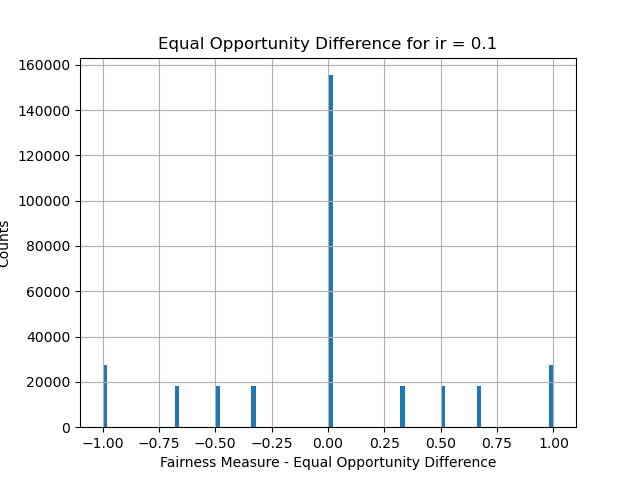 Equal Opportunity Difference for ir = 0.1
160000
140000
120000
100000
80000
60000
40000
20000
0
Counts
−1.00 −0.75 −0.50 −0.25 0.00 0.25 0.50 0.75 1.00
Fairness Measure - Equal Opportunity Difference